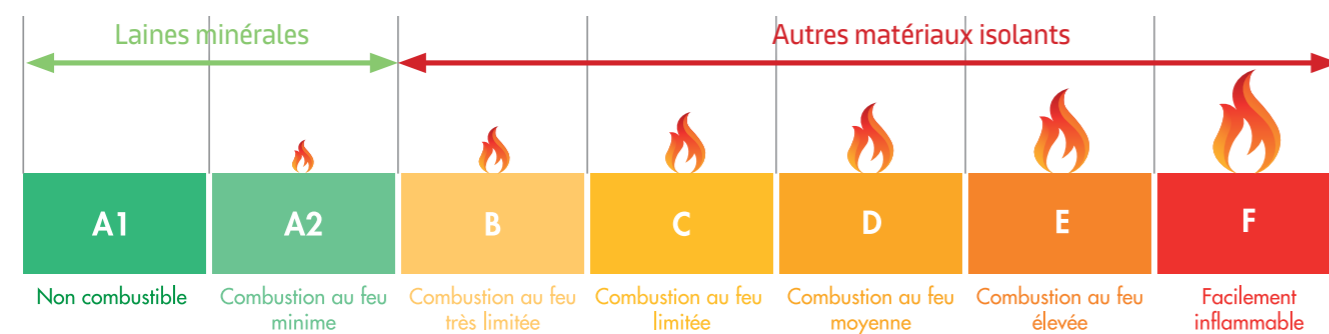 Laines minérales
Autres matériaux isolants
A1
A2
B
C
D
E
F
Non combustible
Combustion au feu
minime
Combustion au feu
très limitée
Combustion au feu
limitée
Combustion au feu
moyenne
Combustion au feu
élevée
Facilement
inflammable